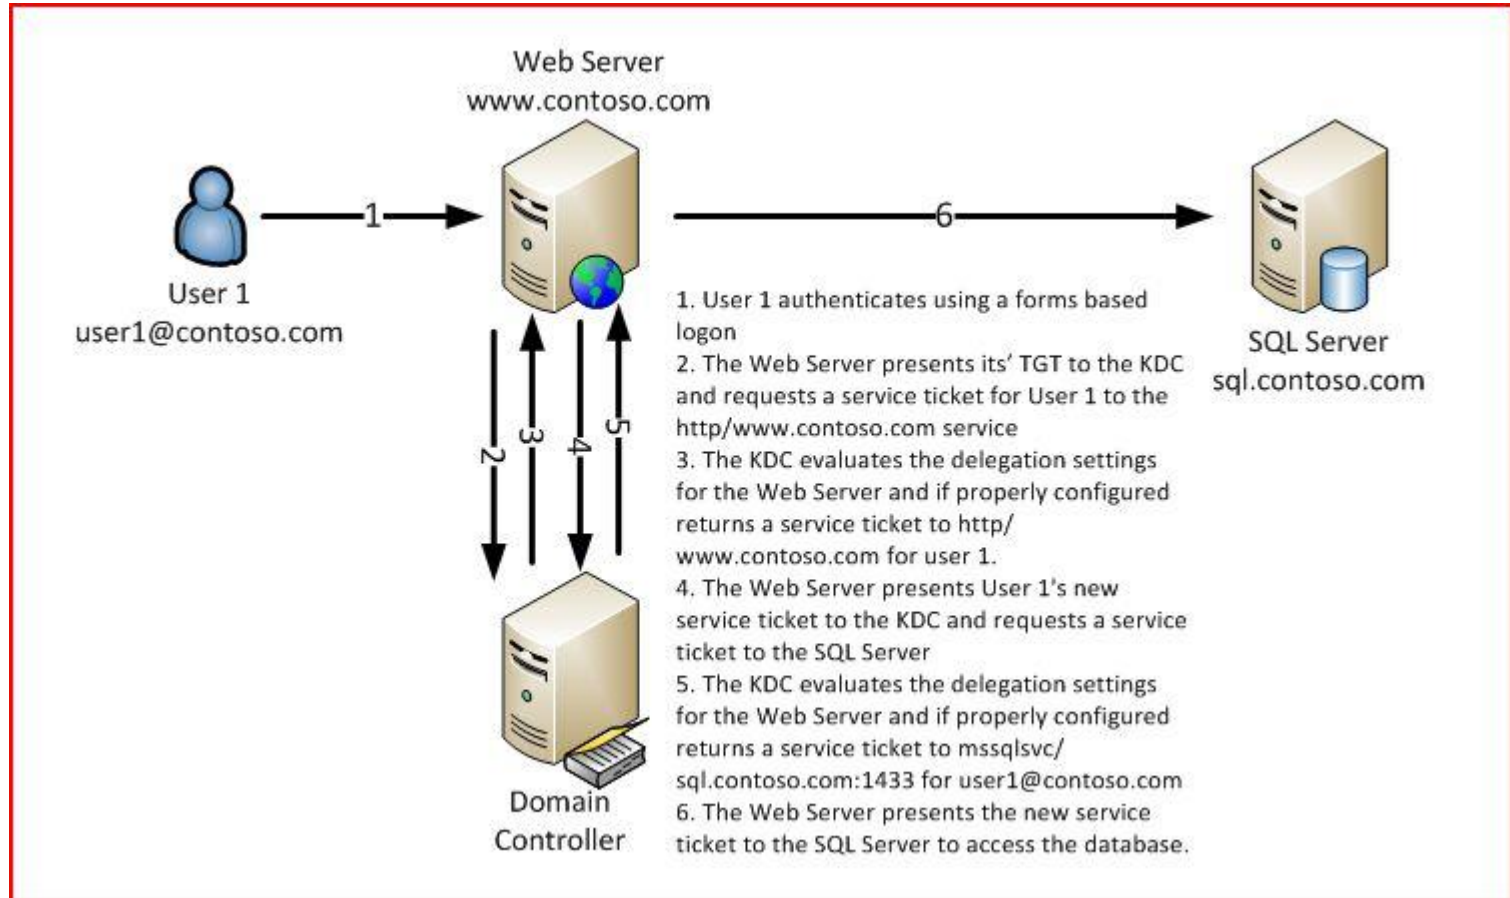 Web Server
www.contoso.com
1
6
User 1
user1@contoso.com
SQL Server
sql.contoso.com
2
3
4
5
1. User 1 authenticates using a forms based
logon
2. The Web Server presents its' TGT to the KDC
and requests a service ticket for User 1 to the
http/www.contoso.com service
3. The KDC evaluates the delegation settings
for the Web Server and if properly configured
returns a service ticket to http/
www.contoso.com for user 1.
4. The Web Server presents User 1's new
service ticket to the KDC and requests a service
ticket to the SQL Server
5. The KDC evaluates the delegation settings
for the Web Server and if properly configured
returns a service ticket to mssqlsvc/
sql.contoso.com:1433 for user1@contoso.com
6. The Web Server presents the new service
ticket to the SQL Server to access the database.
Domain
Controller